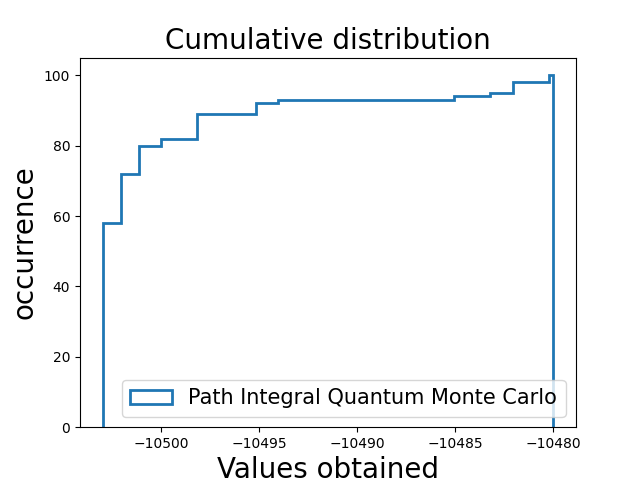 Cumulative distribution
occurrence
100
80
60
40
20
0
Path Integral Quantum Monte Carlo
−10500 −10495 −10490 −10485 −10480
Values obtained